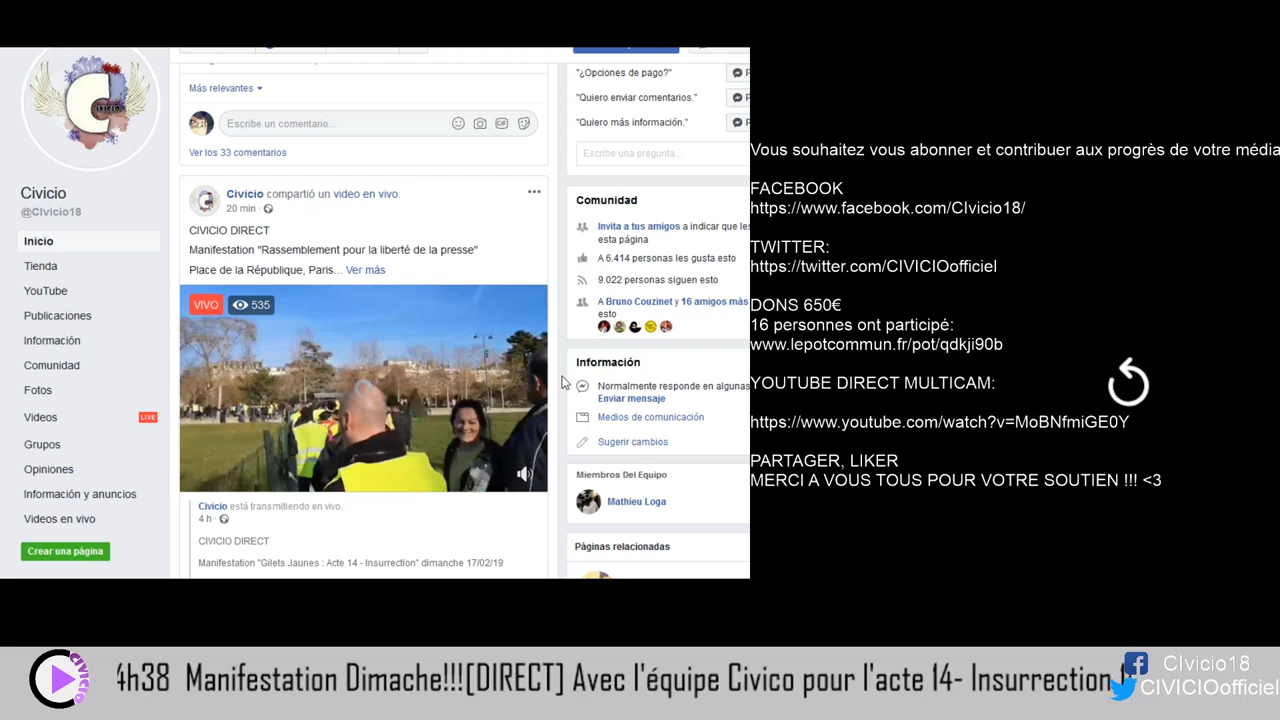 Más relevantes
Escribe un comentario...
GIF
Ver los 33 comentarios
Civicio
@CIvicio18
Inicio
Tienda
YouTube
Publicaciones
Información
Comunidad
Fotos
Videos LIVE
Grupos
Opiniones
Información y anuncios
Videos en vivo
Crear una página
Civicio compartió un video en vivo.
20 min
CIVICIO DIRECT
Manifestation "Rassemblement pour la liberté de la presse"
Place de la République, Paris... Ver más
VIVO 535
Civicio está transmitiendo en vivo.
4 h
CIVICIO DIRECT
Manifestation "Gilets Jaunes : Acte 14 - Insurrection" dimanche 17/02/19
"¿Opciones de pago?"
"Quiero enviar comentarios."
"Quiero más información."
Escribe una pregunta...
Comunidad
Invita a tus amigos a indicar que les
esta página
A 6.414 personas les gusta esto
9.022 personas siguen esto
A Bruno Couzinet y 16 amigos más
esto
Información
Normalmente responde en algunas
Enviar mensaje
Medios de comunicación
Sugerir cambios
Miembros Del Equipo
Mathieu Loga
Páginas relacionadas
Vous souhaitez vous abonner et contribuer aux progrès de votre média
FACEBOOK
https://www.facebook.com/CIvicio18/
TWITTER:
https://twitter.com/CIVICIOofficiel
DONS 650€
16 personnes ont participé:
www.lepotcommun.fr/pot/qdkji90b
YOUTUBE DIRECT MULTICAM:
https://www.youtube.com/watch?v=MoBNfmiGE0Y
PARTAGER, LIKER
MERCI A VOUS TOUS POUR VOTRE SOUTIEN !!! <3
CIVICIO
4h38 Manifestation Dimache!!![DIRECT] Avec l'équipe Civico pour l'acte 14- Insurrection
CIvicio18
CIVICIOofficiel